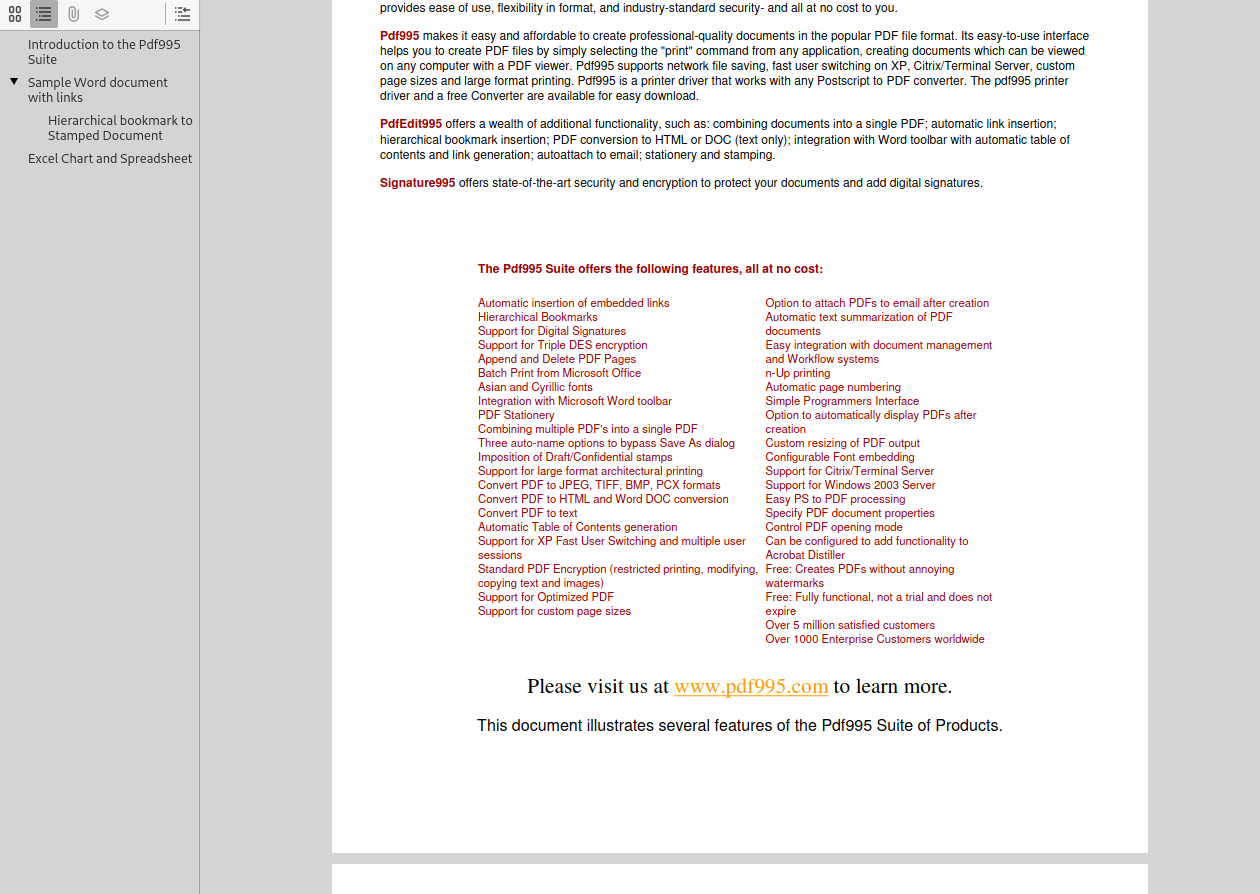 Introduction to the Pdf995
Suite
Sample Word document
with links
Hierarchical bookmark to
Stamped Document
Excel Chart and Spreadsheet
provides ease of use, flexibility in format, and industry-standard security- and all at no cost to you.
Pdf995 makes it easy and affordable to create professional-quality documents in the popular PDF file format. Its easy-to-use interface
helps you to create PDF files by simply selecting the "print" command from any application, creating documents which can be viewed
on any computer with a PDF viewer. Pdf995 supports network file saving, fast user switching on XP, Citrix/Terminal Server, custom
page sizes and large format printing. Pdf995 is a printer driver that works with any Postscript to PDF converter. The pdf995 printer
driver and a free Converter are available for easy download.
PdfEdit995 offers a wealth of additional functionality, such as: combining documents into a single PDF; automatic link insertion;
hierarchical bookmark insertion; PDF conversion to HTML or DOC (text only); integration with Word toolbar with automatic table of
contents and link generation; autoattach to email; stationery and stamping.
Signature995 offers state-of-the-art security and encryption to protect your documents and add digital signatures.
The Pdf995 Suite offers the following features, all at no cost:
Automatic insertion of embedded links
Hierarchical Bookmarks
Support for Digital Signatures
Support for Triple DES encryption
Append and Delete PDF Pages
Batch Print from Microsoft Office
Asian and Cyrillic fonts
Integration with Microsoft Word toolbar
PDF Stationery
Combining multiple PDF's into a single PDF
Three auto-name options to bypass Save As dialog
Imposition of Draft/Confidential stamps
Support for large format architectural printing
Convert PDF to JPEG, TIFF, BMP, PCX formats
Convert PDF to HTML and Word DOC conversion
Convert PDF to text
Automatic Table of Contents generation
Support for XP Fast User Switching and multiple user
sessions
Standard PDF Encryption (restricted printing, modifying,
copying text and images)
Support for Optimized PDF
Support for custom page sizes
Option to attach PDFs to email after creation
Automatic text summarization of PDF
documents
Easy integration with document management
and Workflow systems
n-Up printing
Automatic page numbering
Simple Programmers Interface
Option to automatically display PDFs after
creation
Custom resizing of PDF output
Configurable Font embedding
Support for Citrix/Terminal Server
Support for Windows 2003 Server
Easy PS to PDF processing
Specify PDF document properties
Control PDF opening mode
Can be configured to add functionality to
Acrobat Distiller
Free: Creates PDFs without annoying
watermarks
Free: Fully functional, not a trial and does not
expire
Over 5 million satisfied customers
Over 1000 Enterprise Customers worldwide
Please visit us at www.pdf995.com to learn more.
This document illustrates several features of the Pdf995 Suite of Products.